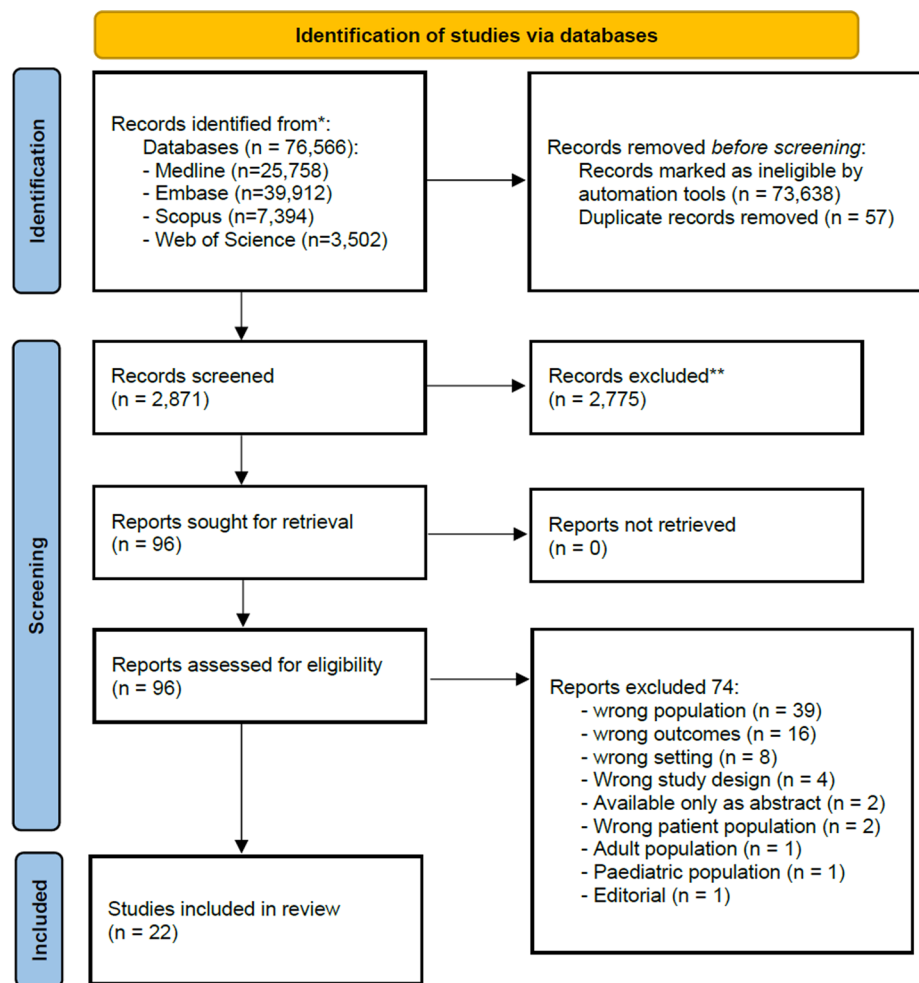 Identification of studies via databases
Identification
Records identified from*:
Databases (n = 76,566):
- Medline (n=25,758)
- Embase (n=39,912)
- Scopus (n=7,394)
- Web of Science (n=3,502)
Records removed before screening:
Records marked as ineligible by
automation tools (n = 73,638)
Duplicate records removed (n = 57)
Screening
Records screened
(n = 2,871)
Records excluded**
(n = 2,775)
Reports sought for retrieval
(n = 96)
Reports not retrieved
(n = 0)
Reports assessed for eligibility
(n = 96)
Reports excluded 74:
- wrong population (n = 39)
- wrong outcomes (n = 16)
- wrong setting (n = 8)
- Wrong study design (n = 4)
- Available only as abstract (n = 2)
- Wrong patient population (n = 2)
- Adult population (n = 1)
- Paediatric population (n = 1)
- Editorial (n = 1)
Included
Studies included in review
(n = 22)